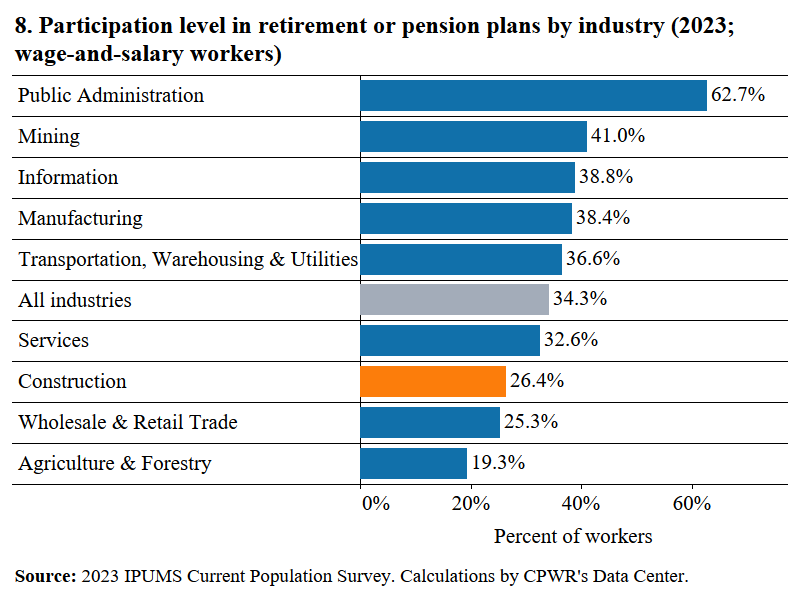 8. Participation level in retirement or pension plans by industry (2023;
wage-and-salary workers)
Public Administration 62.7%
Mining 41.0%
Information 38.8%
Manufacturing 38.4%
Transportation, Warehousing & Utilities 36.6%
All industries 34.3%
Services 32.6%
Construction 26.4%
Wholesale & Retail Trade 25.3%
Agriculture & Forestry 19.3%
0% 20% 40% 60%
Percent of workers
Source: 2023 IPUMS Current Population Survey. Calculations by CPWR's Data Center.